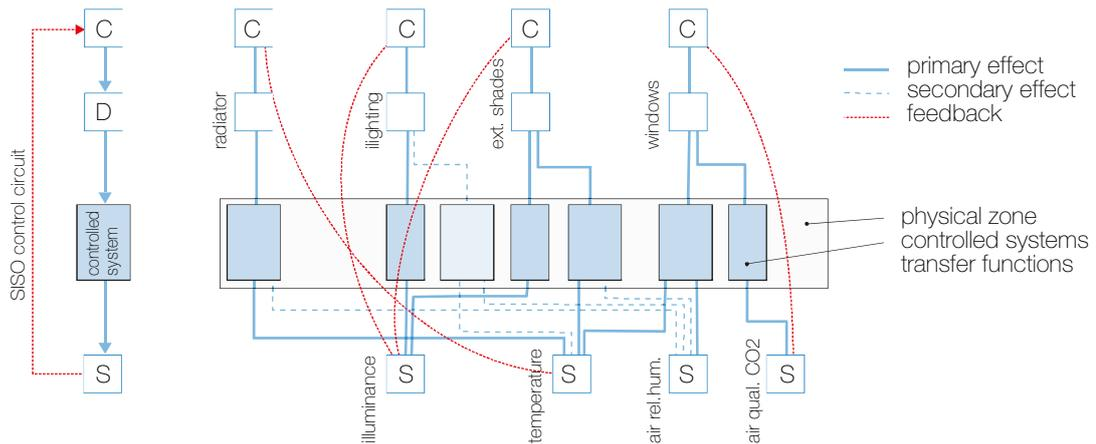 SISO control circuit
C
D
controlled
system
S
C
C
C
C
radiator
ilighting
ext. shades
windows
illuminance
S
temperature
S
air rel.hum.
S
air qual. CO2
S
primary effect
secondary effect
feedback
physical zone
controlled systems
transfer functions